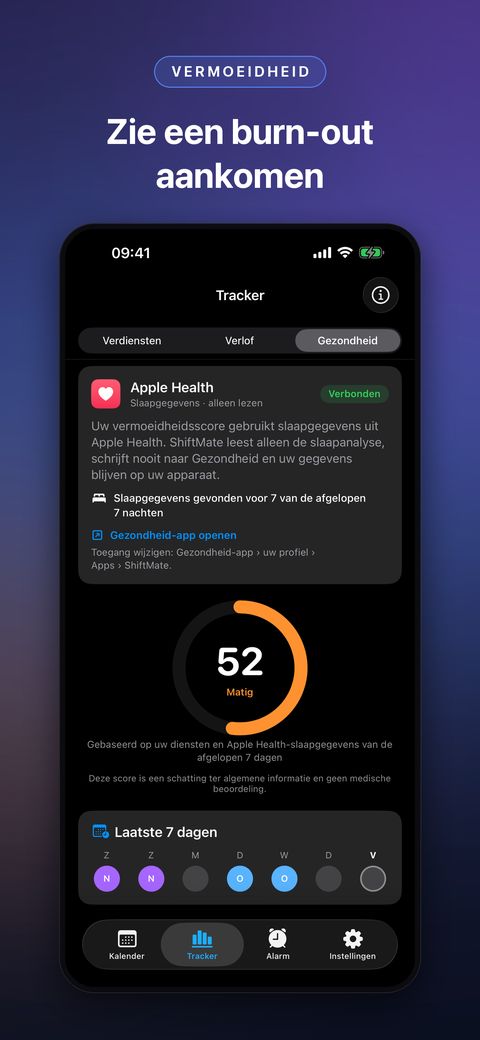 VERMOEIDHEID
Zie een burn-out
aankomen
09:41
Tracker
Verdiensten
Verlof
Gezondheid
Apple Health
Slaapgegevens · alleen lezen
Verbonden
Uw vermoeidheidsscore gebruikt slaapgegevens uit
Apple Health. ShiftMate leest alleen de slaapanalyse,
schrijft nooit naar Gezondheid en uw gegevens
blijven op uw apparaat.
Slaapgegevens gevonden voor 7 van de afgelopen
7 nachten
Gezondheid-app openen
Toegang wijzigen: Gezondheid-app › uw profiel ›
Apps › ShiftMate.
52
Matig
Gebaseerd op uw diensten en Apple Health-slaapgegevens van de
afgelopen 7 dagen
Deze score is een schatting ter algemene informatie en geen medische
beoordeling.
Laatste 7 dagen
Z Z M D W D V
N N O O
Kalender
Tracker
Alarm
Instellingen